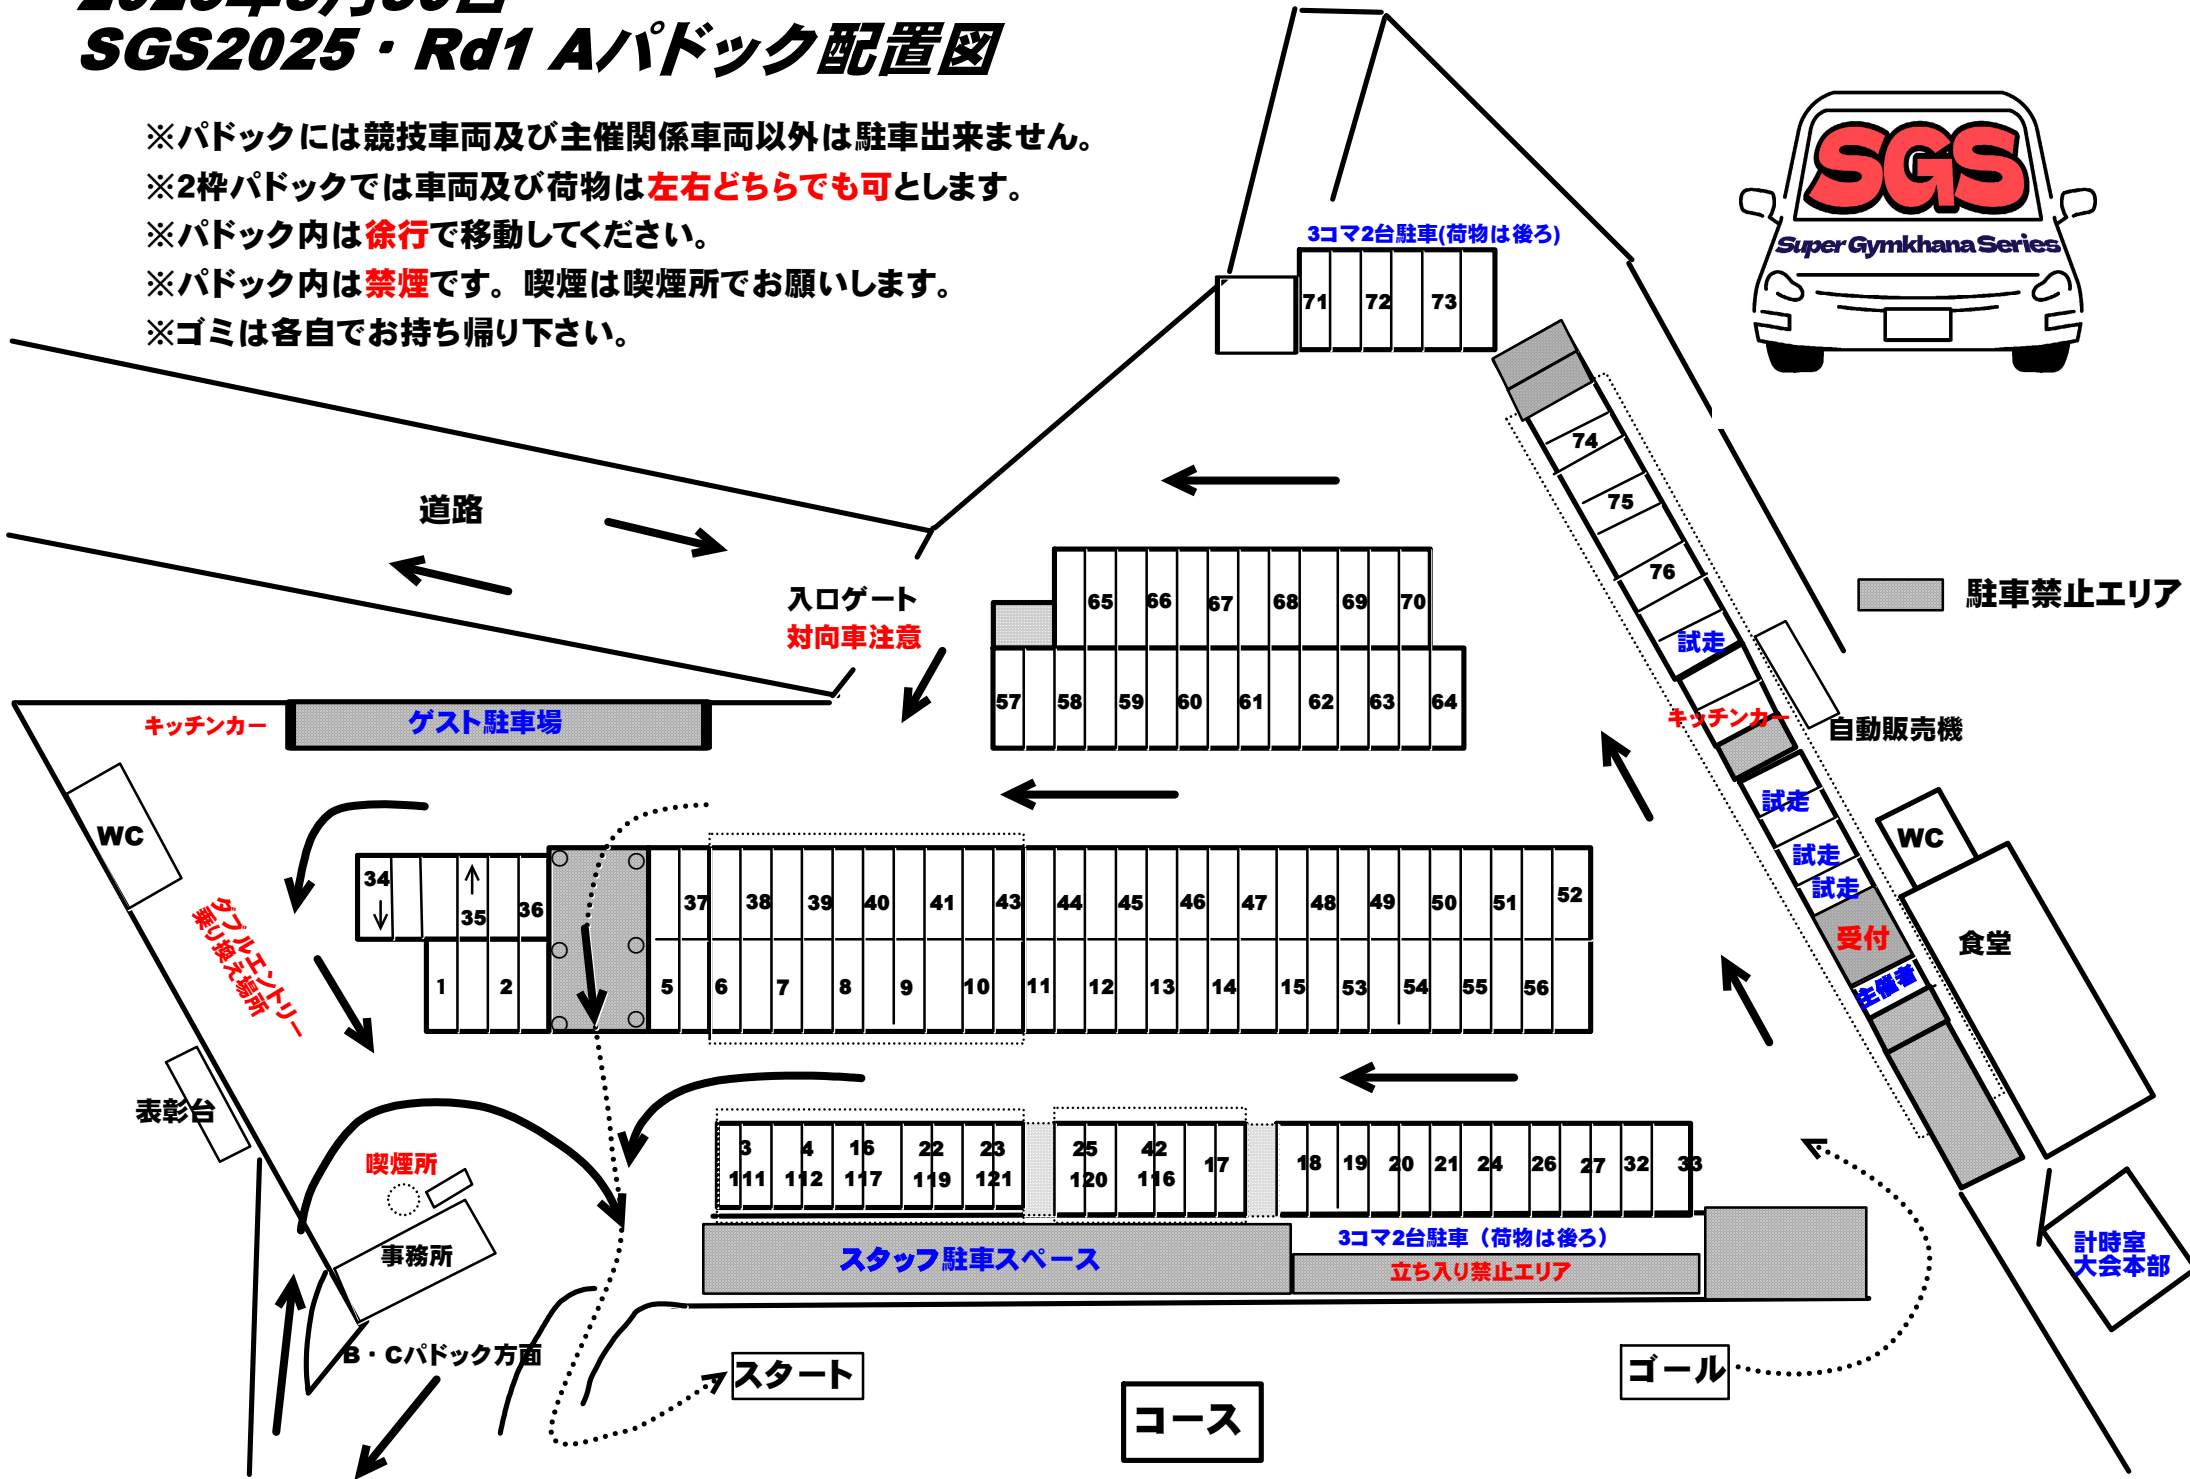 SGS2025・Rd1 Aパドック配置図
※パドックには競技車両及び主催関係車両以外は駐車出来ません。
※2枠パドックでは車両及び荷物は左右どちらでも可とします。
※パドック内は徐行で移動してください。
※パドック内は禁煙です。喫煙は喫煙所でお願いします。
※ゴミは各自でお持ち帰り下さい。
SGS
Super Gymkhana Series
3コマ2台駐車(荷物は後ろ)
71 72 73
74
75
76
試走
道路
入口ゲート
対向車注意
駐車禁止エリア
65 66 67 68 69 70
57 58 59 60 61 62 63 64
キッチンカー
ゲスト駐車場
キッチンカー
自動販売機
試走
試走
試走
WC
WC
受付
主催者
食堂
34 35 36 37 38 39 40 41 43 44 45 46 47 48 49 50 51 52
1 2 5 6 7 8 9 10 11 12 13 14 15 53 54 55 56
ダブルエントリー
乗り換え場所
表彰台
喫煙所
事務所
3 4 16 22 23 25 42 17 18 19 20 21 24 26 27 32 33
111 112 117 119 121 120 116
スタッフ駐車スペース
3コマ2台駐車（荷物は後ろ）
立ち入り禁止エリア
計時室
大会本部
B・Cパドック方面
スタート
ゴール
コース